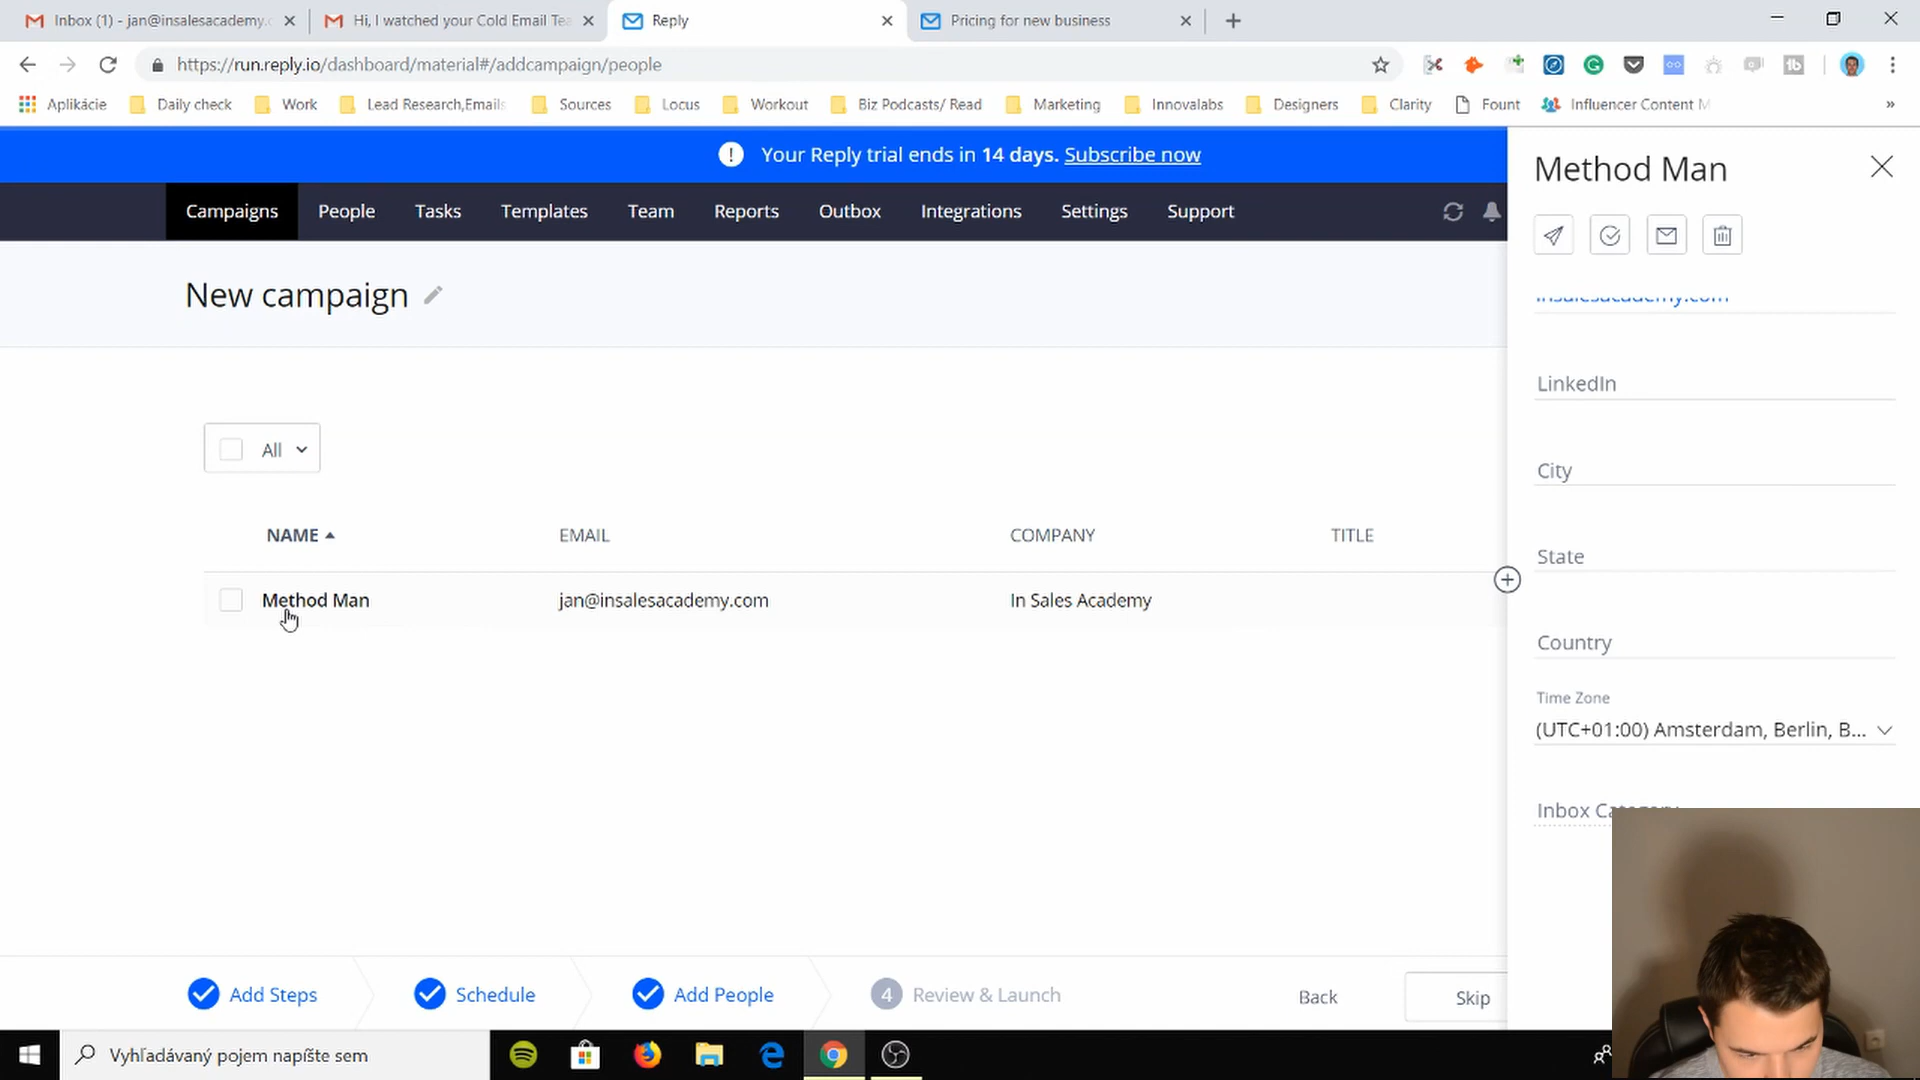 Inbox (1) - jan@insalesacademy.c
Hi, I watched your Cold Email Te
Reply
Pricing for new business
https://run.reply.io/dashboard/material#/addcampaign/people
Aplikácie
Daily check
Work
Lead Research,Emails
Sources
Locus
Workout
Biz Podcasts/ Read
Marketing
Innovalabs
Designers
Clarity
Fount
Influencer Content M
»
! Your Reply trial ends in 14 days. Subscribe now
Campaigns
People
Tasks
Templates
Team
Reports
Outbox
Integrations
Settings
Support
New campaign
All
NAME
EMAIL
COMPANY
TITLE
Method Man
jan@insalesacademy.com
In Sales Academy
Add Steps
Schedule
Add People
4 Review & Launch
Back
Skip
Method Man
insalesacademy.com
LinkedIn
City
State
Country
Time Zone
(UTC+01:00) Amsterdam, Berlin, B...
Inbox Category
Vyhľadávaný pojem napíšte sem